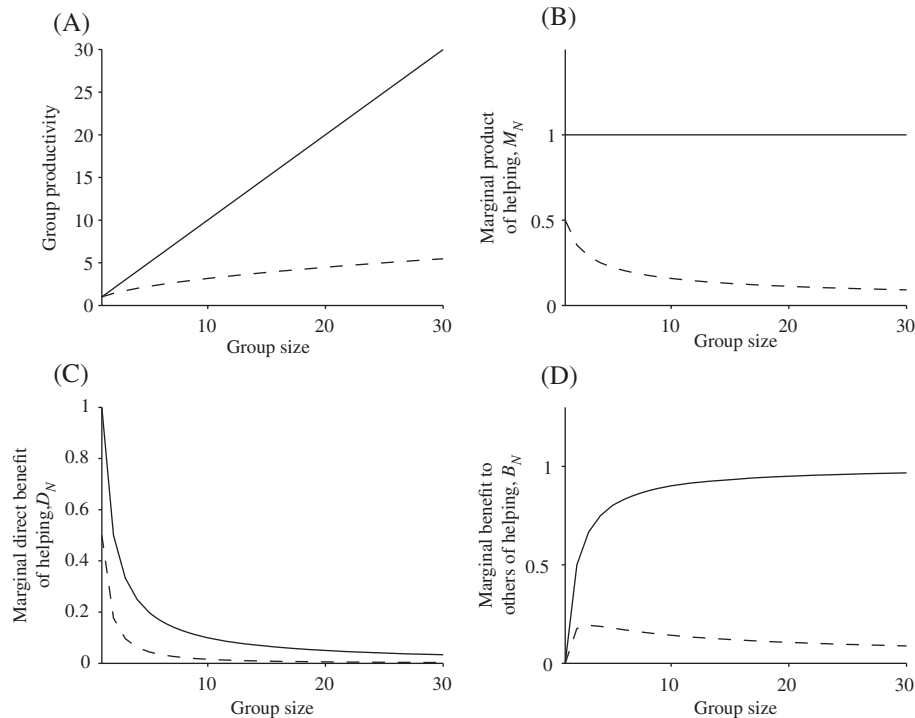 (A)
30
25
20
15
10
5
0
Group productivity
10
20
30
Group size
(B)
1
0.5
0
Marginal product
of helping, M_N
10
20
30
Group size
(C)
1
0.8
0.6
0.4
0.2
0
Marginal direct benefit
of helping,D_N
10
20
30
Group size
(D)
1
0.5
0
Marginal benefit to
others of helping, B_N
10
20
30
Group size